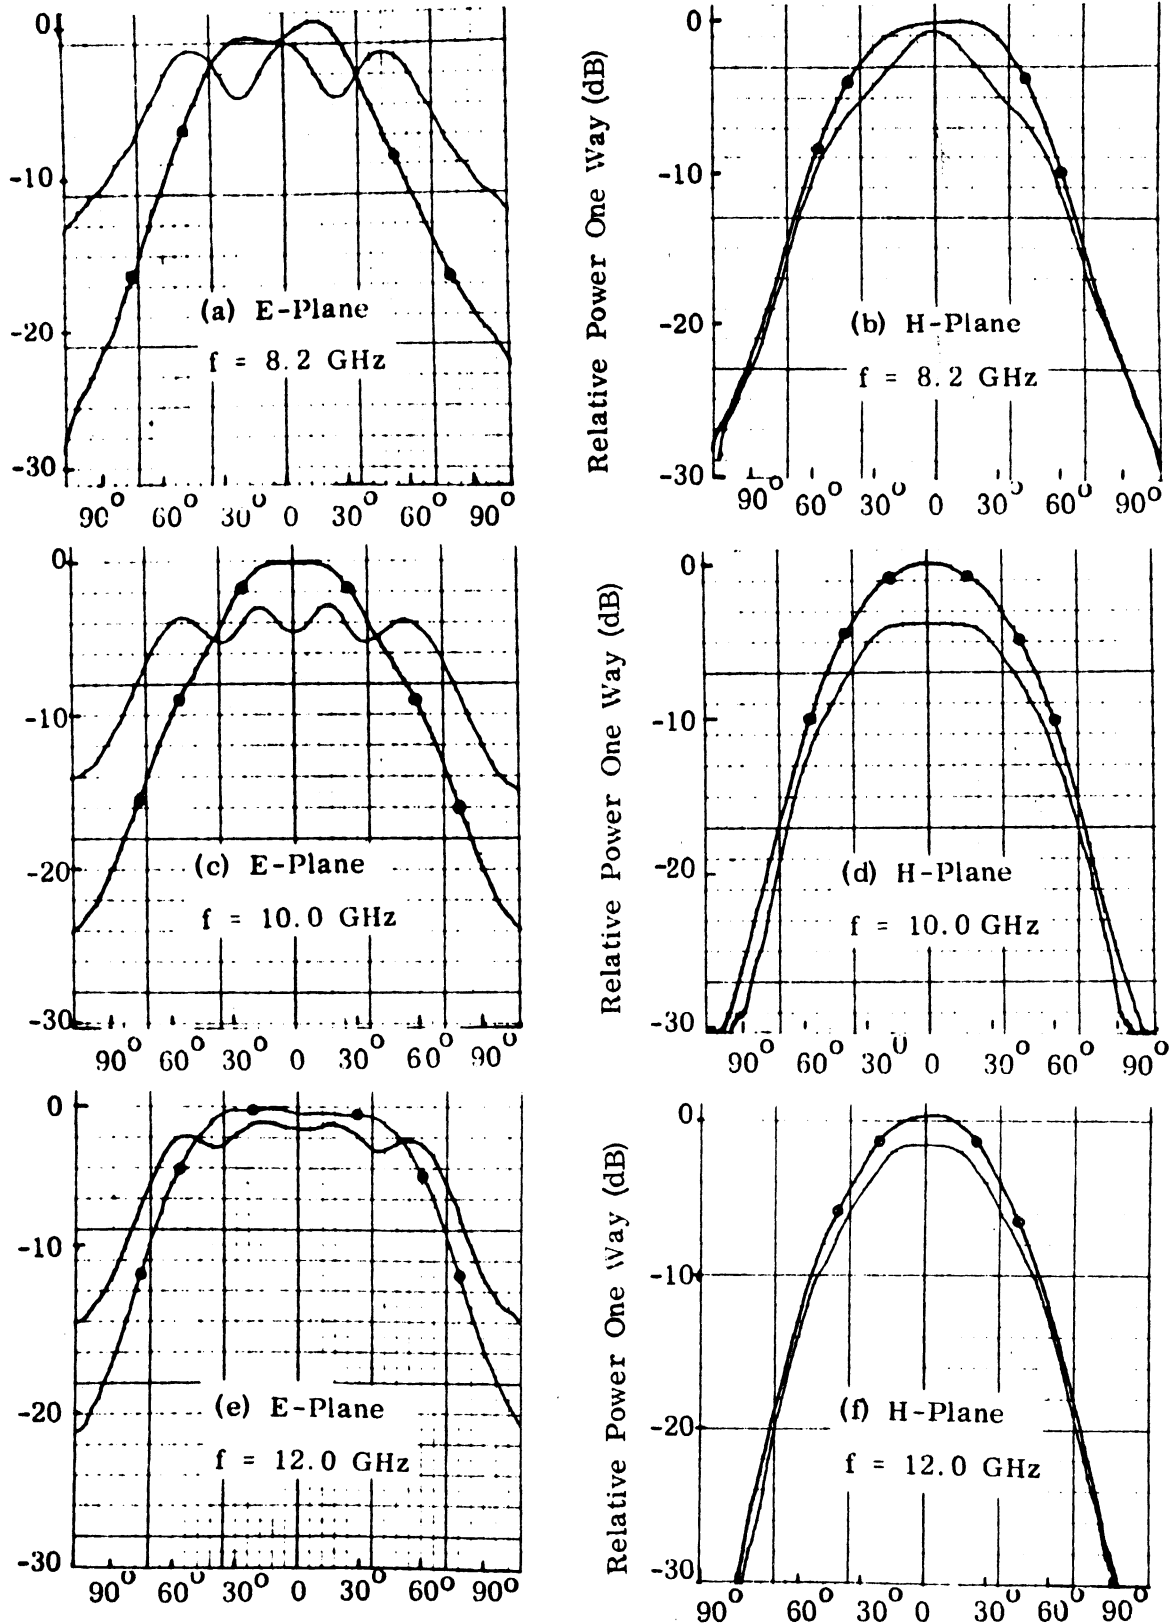 0
-10
-20
-30
(a) E-Plane
f = 8.2 GHz
90° 60° 30° 0 30° 60° 90°
Relative Power One Way (dB)
0
-10
-20
-30
(b) H-Plane
f = 8.2 GHz
90° 60° 30° 0 30° 60° 90°
0
-10
-20
-30
(c) E-Plane
f = 10.0 GHz
90° 60° 30° 0 30° 60° 90°
Relative Power One Way (dB)
0
-10
-20
-30
(d) H-Plane
f = 10.0 GHz
90° 60° 30° 0 30° 60° 90°
0
-10
-20
-30
(e) E-Plane
f = 12.0 GHz
90° 60° 30° 0 30° 60° 90°
Relative Power One Way (dB)
0
-10
-20
-30
(f) H-Plane
f = 12.0 GHz
90° 60° 30° 0 30° 60° 90°